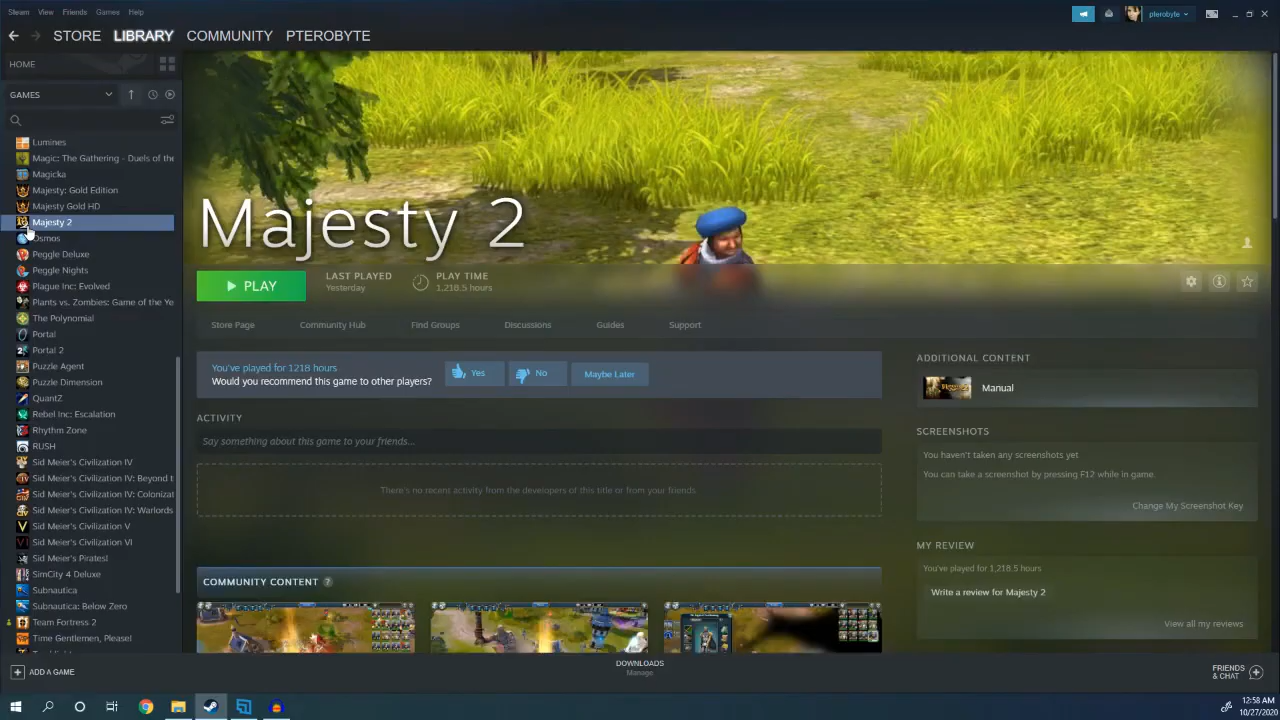 Steam View Friends Games Help
pterobyte
STORE LIBRARY COMMUNITY PTEROBYTE
HOME
GAMES
Lumines
Magic: The Gathering - Duels of the
Magicka
Majesty: Gold Edition
Majesty Gold HD
Majesty 2
Osmos
Peggle Deluxe
Peggle Nights
Plague Inc: Evolved
Plants vs. Zombies: Game of the Ye
The Polynomial
Portal
Portal 2
Puzzle Agent
Puzzle Dimension
QuantZ
Rebel Inc: Escalation
Rhythm Zone
RUSH
Sid Meier's Civilization IV
Sid Meier's Civilization IV: Beyond t
Sid Meier's Civilization IV: Colonizat
Sid Meier's Civilization IV: Warlords
Sid Meier's Civilization V
Sid Meier's Civilization VI
Sid Meier's Pirates!
SimCity 4 Deluxe
Subnautica
Subnautica: Below Zero
Team Fortress 2
Time Gentlemen, Please!
ADD A GAME
Majesty 2
PLAY
LAST PLAYED
Yesterday
PLAY TIME
1,218.5 hours
Store Page Community Hub Find Groups Discussions Guides Support
You've played for 1218 hours
Would you recommend this game to other players?
Yes
No
Maybe Later
ACTIVITY
Say something about this game to your friends...
There's no recent activity from the developers of this title or from your friends
COMMUNITY CONTENT ?
ADDITIONAL CONTENT
Manual
SCREENSHOTS
You haven't taken any screenshots yet
You can take a screenshot by pressing F12 while in game.
Change My Screenshot Key
MY REVIEW
You've played for 1,218.5 hours
Write a review for Majesty 2
View all my reviews
DOWNLOADS
Manage
FRIENDS
& CHAT
12:58 AM
10/27/2020